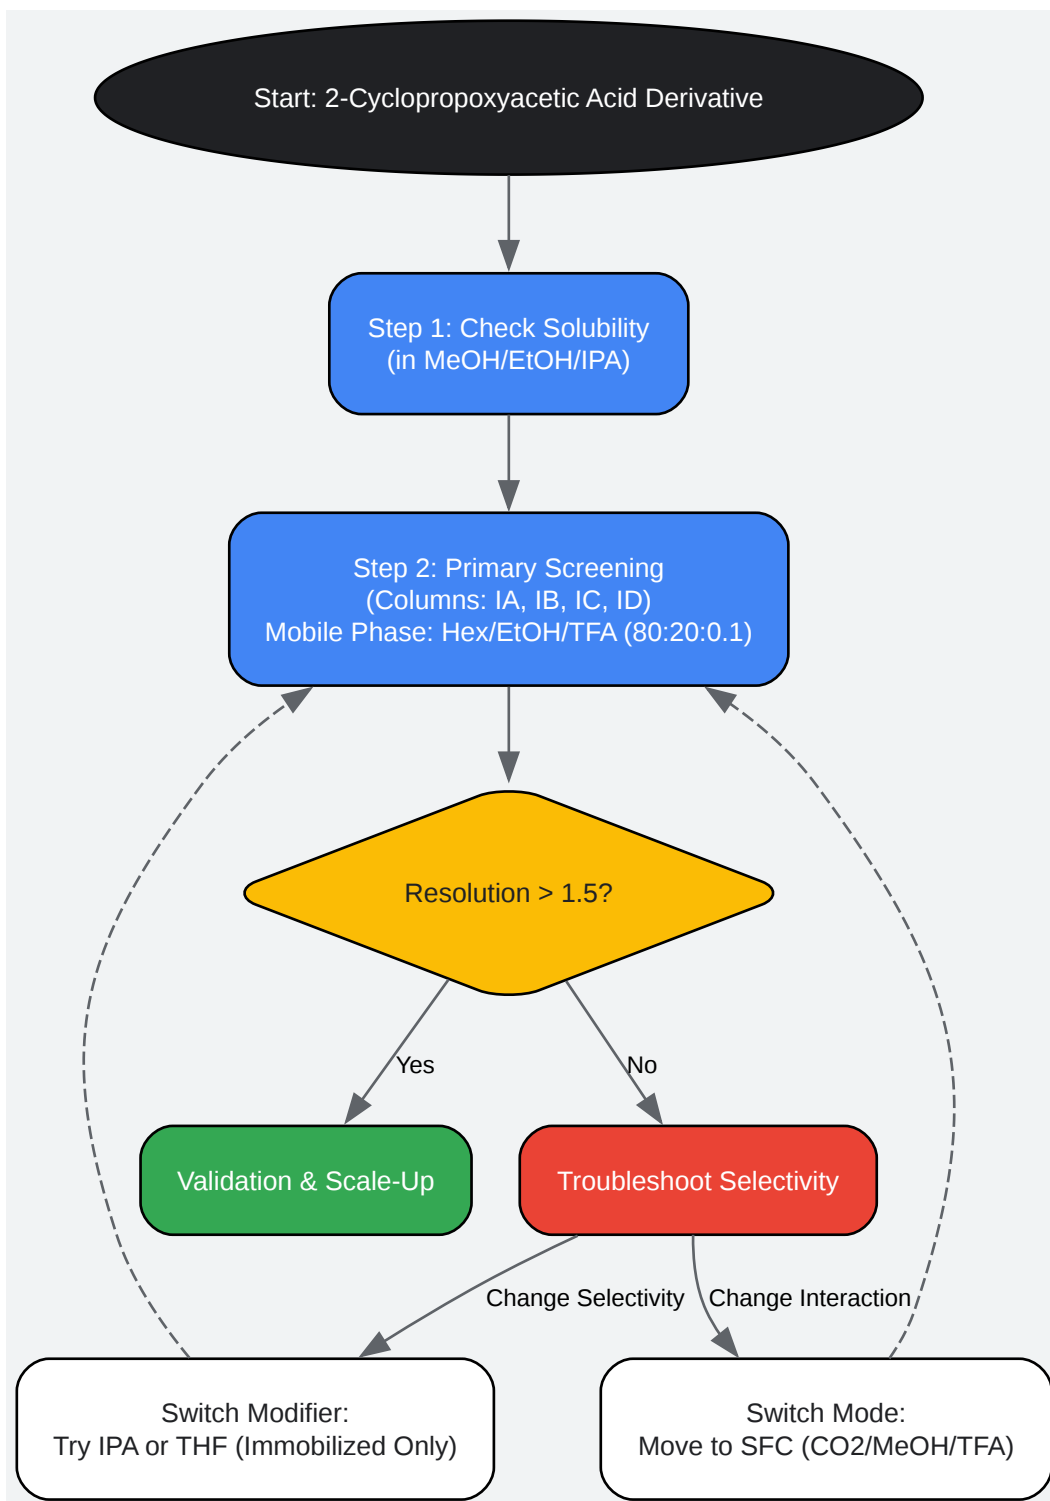 Start: 2-Cyclopropoxyacetic Acid Derivative
Step 1: Check Solubility
(in MeOH/EtOH/IPA)
Step 2: Primary Screening
(Columns: IA, IB, IC, ID)
Mobile Phase: Hex/EtOH/TFA (80:20:0.1)
Resolution > 1.5?
Yes
No
Validation & Scale-Up
Troubleshoot Selectivity
Change Selectivity
Change Interaction
Switch Modifier:
Try IPA or THF (Immobilized Only)
Switch Mode:
Move to SFC (CO2/MeOH/TFA)